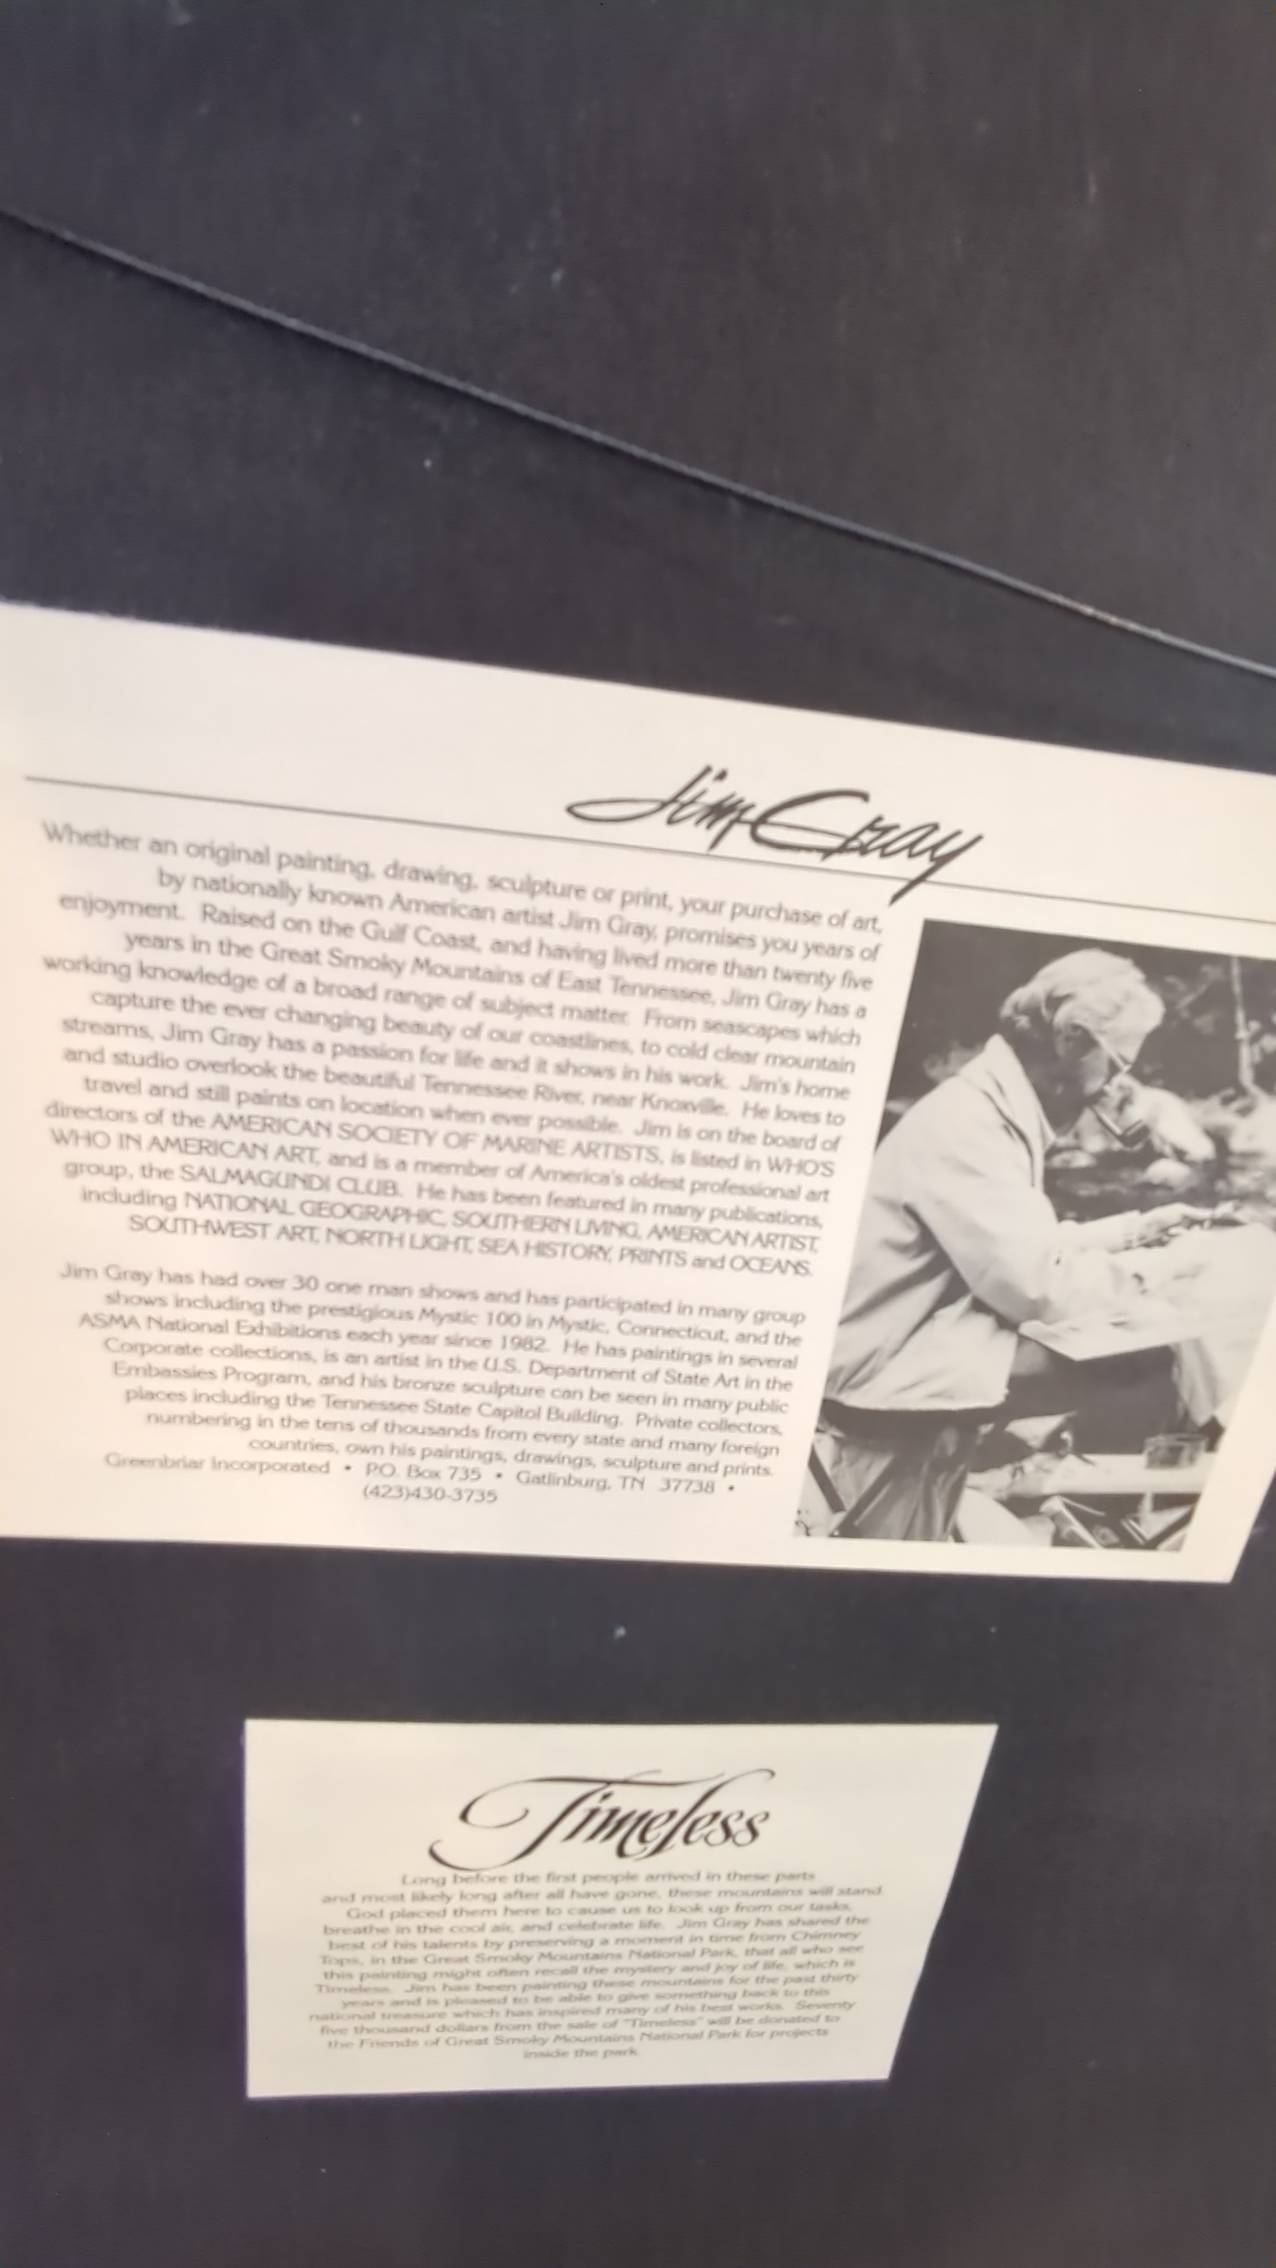 Jim Gray
Whether an original painting, drawing, sculpture or print, your purchase of art,
by nationally known American artist Jim Gray, promises you years of
enjoyment. Raised on the Gulf Coast, and having lived more than twenty five
years in the Great Smoky Mountains of East Tennessee, Jim Gray has a
working knowledge of a broad range of subject matter. From seascapes which
capture the ever changing beauty of our coastlines, to cold clear mountain
streams, Jim Gray has a passion for life and it shows in his work. Jim's home
and studio overlook the beautiful Tennessee River, near Knoxville. He loves to
travel and still paints on location when ever possible. Jim is on the board of
directors of the AMERICAN SOCIETY OF MARINE ARTISTS, is listed in WHO'S
WHO IN AMERICAN ART, and is a member of America's oldest professional art
group, the SALMAGUNDI CLUB. He has been featured in many publications,
including NATIONAL GEOGRAPHIC, SOUTHERN LIVING, AMERICAN ARTIST,
SOUTHWEST ART, NORTH LIGHT, SEA HISTORY, PRINTS and OCEANS.
Jim Gray has had over 30 one man shows and has participated in many group
shows including the prestigious Mystic 100 in Mystic, Connecticut, and the
ASMA National Exhibitions each year since 1982. He has paintings in several
Corporate collections, is an artist in the U.S. Department of State Art in the
Embassies Program, and his bronze sculpture can be seen in many public
places including the Tennessee State Capitol Building. Private collectors,
numbering in the tens of thousands from every state and many foreign
countries, own his paintings, drawings, sculpture and prints.
Greenbriar Incorporated • P.O. Box 735 • Gatlinburg, TN 37738 •
(423)430-3735
Timeless
Long before the first people arrived in these parts
and most likely long after all have gone, these mountains will stand.
God placed them here to cause us to look up from our tasks,
breathe in the cool air, and celebrate life. Jim Gray has shared the
best of his talents by preserving a moment in time from Chimney
Tops, in the Great Smoky Mountains National Park, that all who see
this painting might often recall the mystery and joy of life, which is
Timeless. Jim has been painting these mountains for the past thirty
years and is pleased to be able to give something back to this
national treasure which has inspired many of his best works. Seventy
five thousand dollars from the sale of "Timeless" will be donated to
the Friends of Great Smoky Mountains National Park for projects
inside the park.